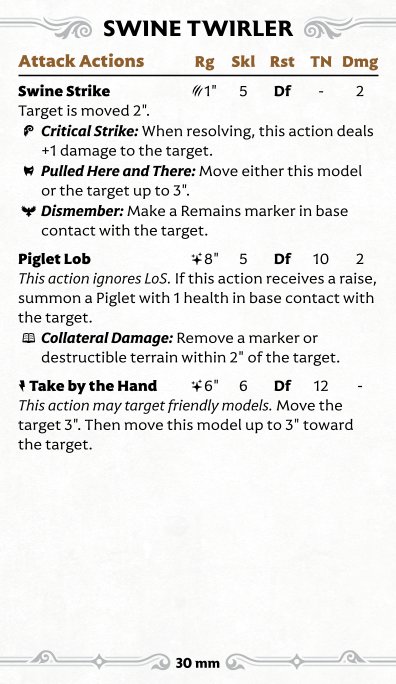 SWINE TWIRLER
Attack Actions Rg Skl Rst TN Dmg
Swine Strike 1" 5 Df - 2
Target is moved 2".
Critical Strike: When resolving, this action deals
+1 damage to the target.
Pulled Here and There: Move either this model
or the target up to 3".
Dismember: Make a Remains marker in base
contact with the target.
Piglet Lob 8" 5 Df 10 2
This action ignores LoS. If this action receives a raise,
summon a Piglet with 1 health in base contact with
the target.
Collateral Damage: Remove a marker or
destructible terrain within 2" of the target.
Take by the Hand 6" 6 Df 12 -
This action may target friendly models. Move the
target 3". Then move this model up to 3" toward
the target.
30 mm